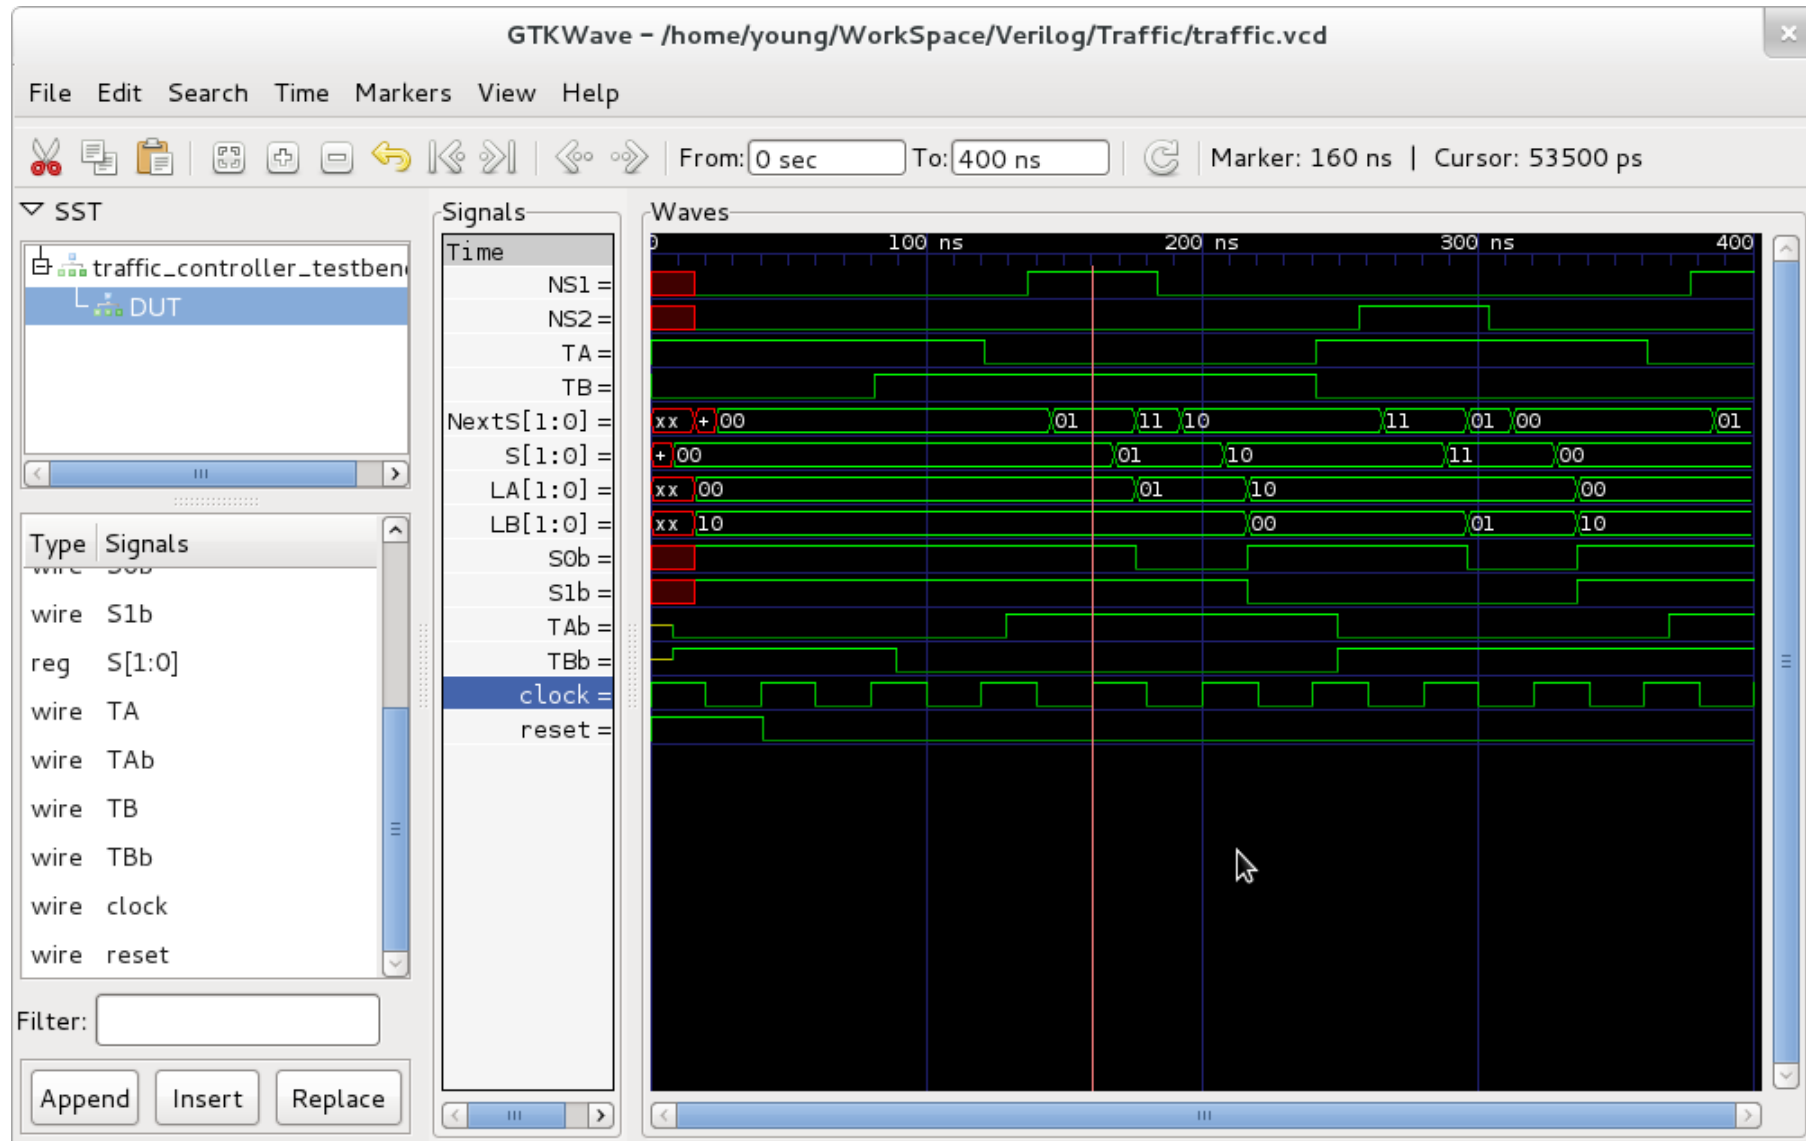 GTKWave – /home/young/WorkSpace/Verilog/Traffic/traffic.vcd
File Edit Search Time Markers View Help
From: 0 sec To: 400 ns Marker: 160 ns | Cursor: 53500 ps
SST
traffic_controller_testben
DUT
Type Signals
wire S0b
wire S1b
reg S[1:0]
wire TA
wire TAb
wire TB
wire TBb
wire clock
wire reset
Filter:
Append Insert Replace
Signals
Time
NS1 =
NS2 =
TA =
TB =
NextS[1:0] =
S[1:0] =
LA[1:0] =
LB[1:0] =
S0b =
S1b =
TAb =
TBb =
clock =
reset =
Waves
0 100 ns 200 ns 300 ns 400
xx + 00 01 11 10 11 01 00 01
+ 00 01 10 11 00
xx 00 01 10 00
xx 10 00 01 10